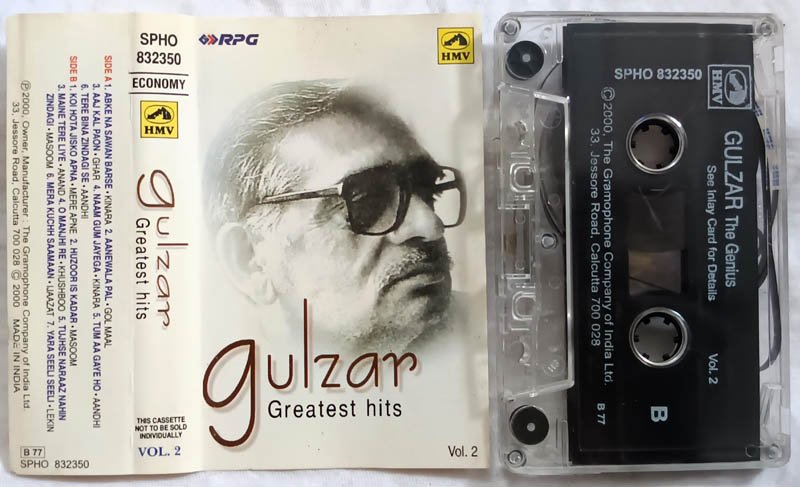 SIDE A 1. ABKE NA SAWAN BARSE • KINARA 2. AANEWALA PAL • GOL MAAL
3. AAJ KAL PAON • GHAR 4. NAAM GUM JAYEGA • KINARA 5. TUM AA GAYE HO • AANDHI
6. TERE BINA ZINDAGI SE • AANDHI
SIDE B 1. KOI HOTA JISKO APNA • MERE APNE 2. HUZOOR IS KADAR • MASOOM
3. MAINE TERE LIYE • ANAND 4. O MANJHI RE • KHUSHBOO 5. TUJHSE NARAAZ NAHIN
ZINDAGI • MASOOM 6. MERA KUCHH SAAMAAN • IJAAZAT 7. YARA SEELI SEELI • LEKIN
℗ 2000, Owner, Manufacturer : The Gramophone Company of India Ltd.
33, Jessore Road, Calcutta 700 028 © 2000 MADE IN INDIA
B 77
SPHO 832350
SPHO
832350
ECONOMY
HMV
gulzar
Greatest hits
THIS CASSETTE
NOT TO BE SOLD
INDIVIDUALLY
VOL. 2
RPG
HMV
gulzar
Greatest hits
Vol. 2
SPHO 832350
HMV
GULZAR The Genius
See Inlay Card for Details
Vol. 2
℗ 2000, The Gramophone Company of India Ltd.
33, Jessore Road, Calcutta 700 028
B
B 77